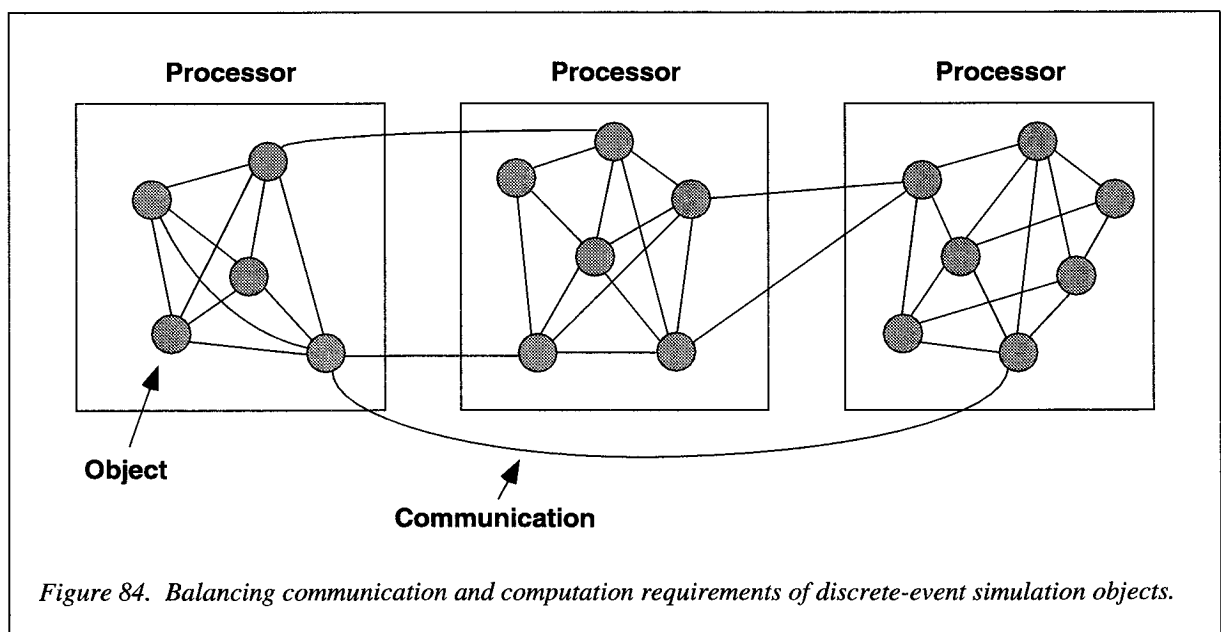 Processor
Processor
Processor
Object
Communication
Figure 84. Balancing communication and computation requirements of discrete-event simulation objects.